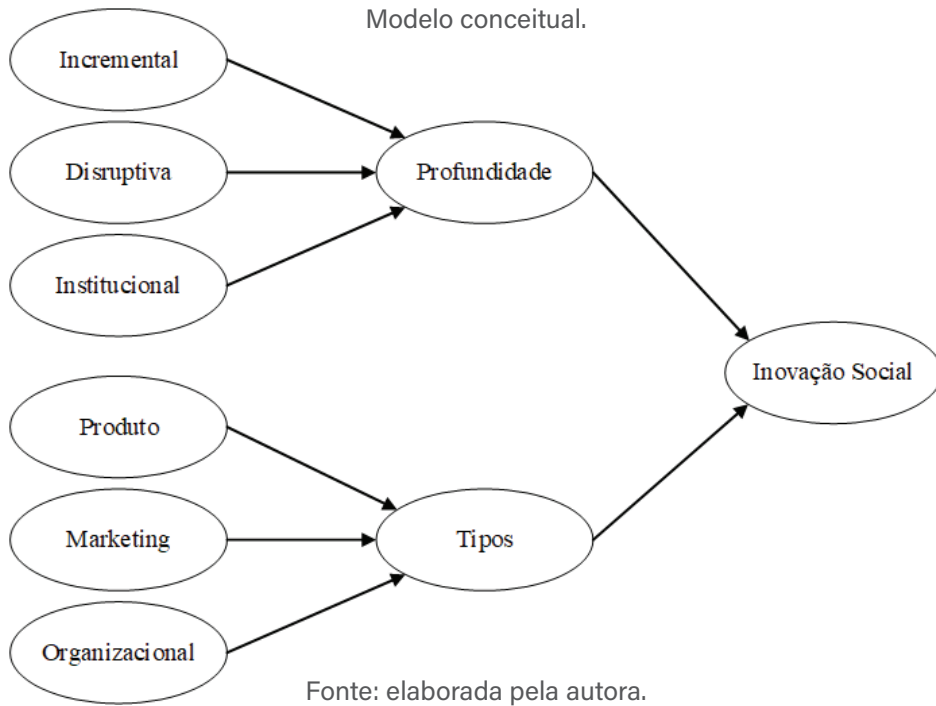 Modelo conceitual.
Incremental
Disruptiva
Profundidade
Institucional
Inovação Social
Produto
Marketing
Tipos
Organizacional
Fonte: elaborada pela autora.